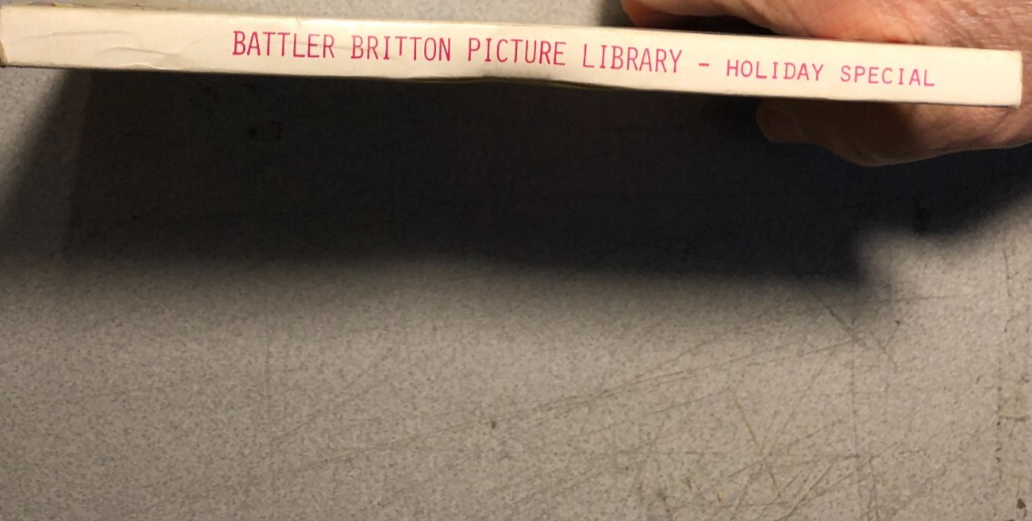 BATTLER BRITTON PICTURE LIBRARY - HOLIDAY SPECIAL